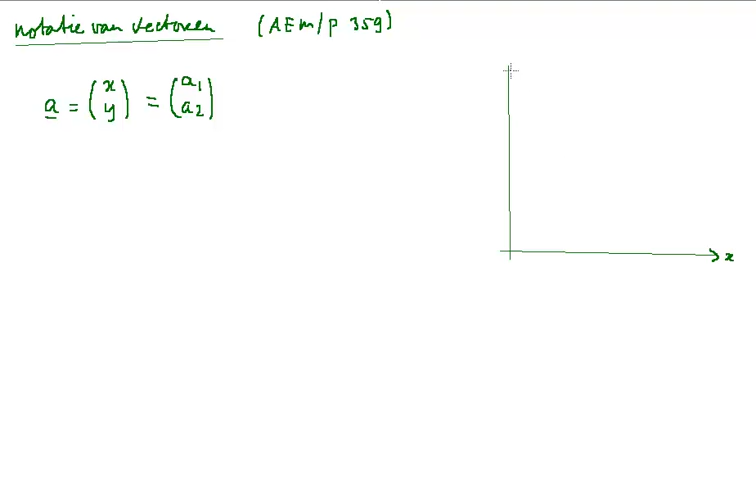 notatie van vectoren (AEM/p 359)
a = (x y) = (a1 a2)
x